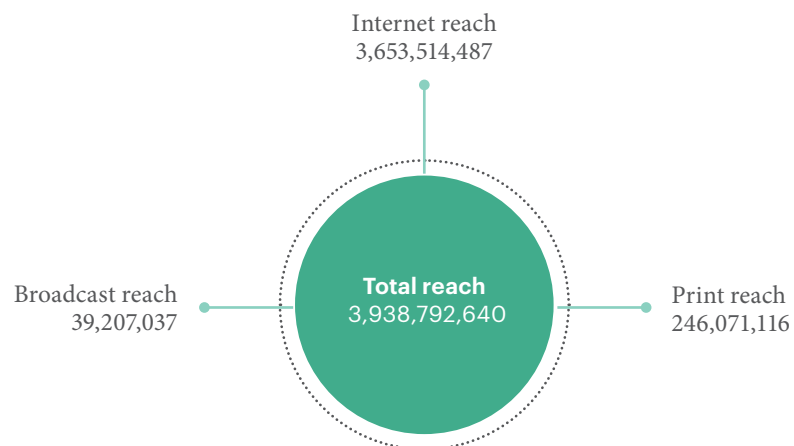 Internet reach
3,653,514,487
Total reach
3,938,792,640
Broadcast reach
39,207,037
Print reach
246,071,116